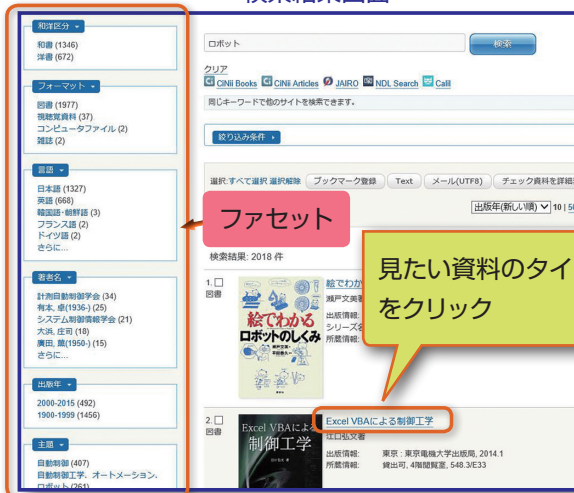 検索結果画面
和洋区分
和書 (1346)
洋書 (672)
フォーマット
図書 (1977)
視聴覚資料 (37)
コンピュータファイル (2)
雑誌 (2)
言語
日本語 (1327)
英語 (668)
韓国語・朝鮮語 (3)
フランス語 (2)
ドイツ語 (2)
さらに...
著者名
計測自動制御学会 (34)
有本, 卓(1936-) (25)
システム制御情報学会 (21)
大浜, 庄司 (18)
廣田, 薫(1950-) (15)
さらに...
出版年
2000-2015 (492)
1900-1999 (1456)
主題
自動制御 (407)
自動制御工学、オートメーション、
ロボット (261)
ロボット
検索
クリア
CiNii Books CiNii Articles JAIRO NDL Search Calil
同じキーワードで他のサイトを検索できます。
絞り込み条件
選択:すべて選択 選択解除 ブックマーク登録 Text メール(UTF8) チェック資料を詳細
出版年(新しい順) 10 | 50
ファセット
検索結果: 2018 件
見たい資料のタイ
をクリック
1.
図書
絵でわかる
ロボットのしくみ
絵でわか
瀬戸文美著
出版情報:
シリーズ名
所蔵情報:
2.
図書
Excel VBAによる
制御工学
Excel VBAによる制御工学
江口弘文著
出版情報: 東京 : 東京電機大学出版局, 2014.1
所蔵情報: 貸出可, 4階閲覧室, 548.3/E33